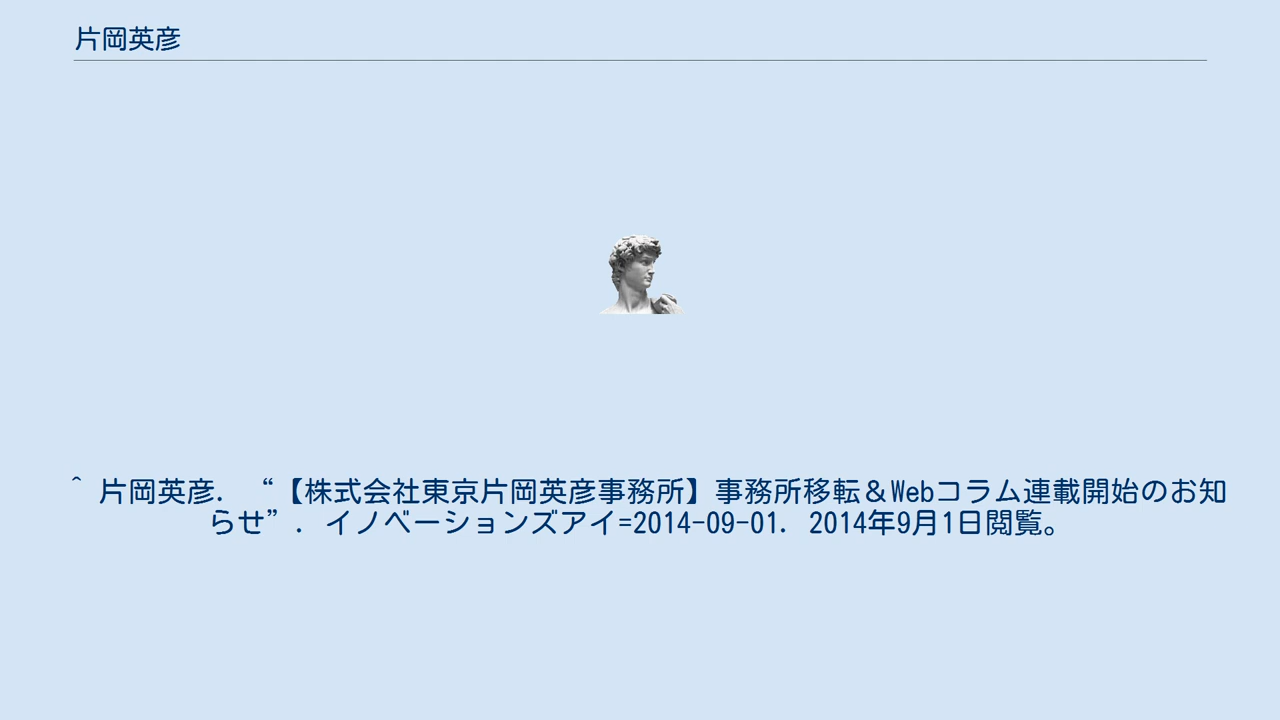 片岡英彦
^ 片岡英彦. “【株式会社東京片岡英彦事務所】事務所移転＆Webコラム連載開始のお知
らせ”. イノベーションズアイ=2014-09-01. 2014年9月1日閲覧。